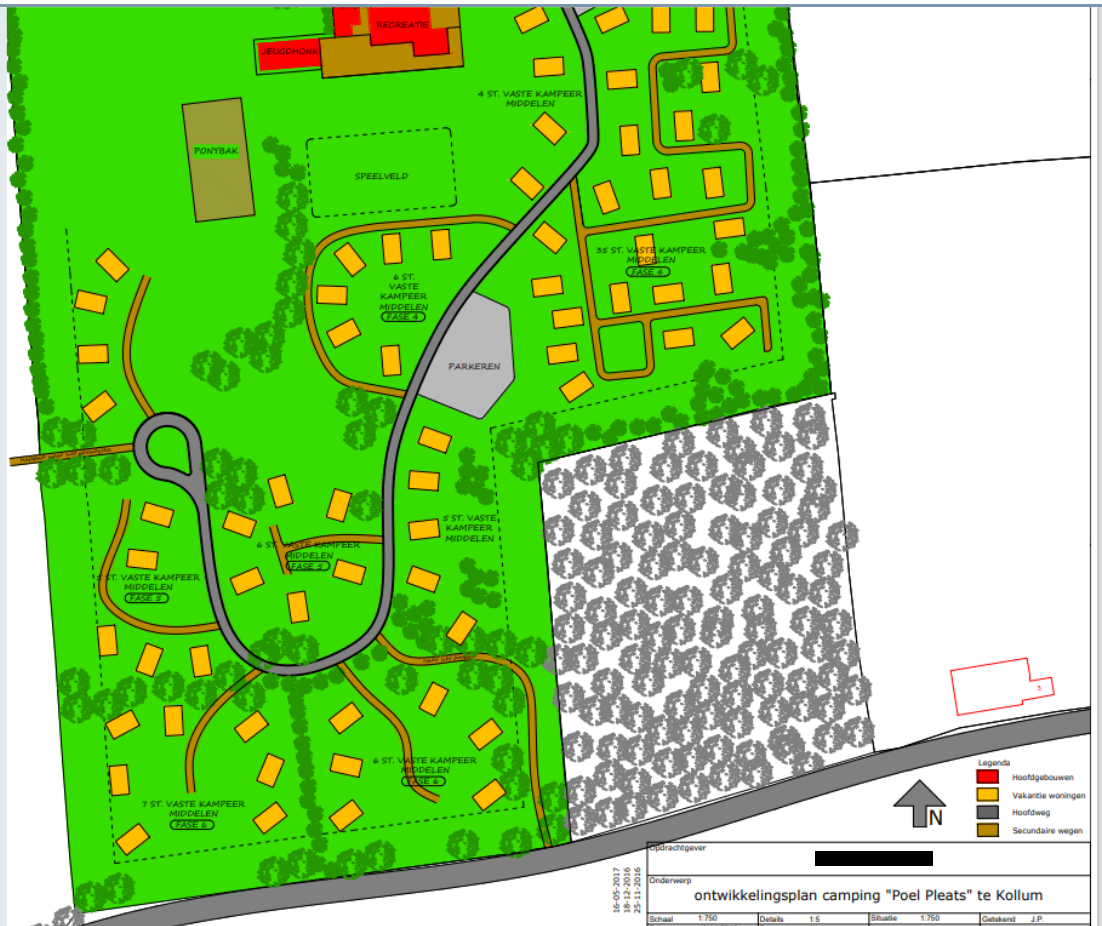 RECREATIE
JEUGDHONK
4 ST. VASTE KAMPEER
MIDDELEN
PONYBAK
SPEELVELD
35 ST. VASTE KAMPEER
MIDDELEN
FASE 4
6 ST.
VASTE
KAMPEER
MIDDELEN
FASE 4
PARKEREN
5 ST. VASTE
KAMPEER
MIDDELEN
6 ST. VASTE KAMPEER
MIDDELEN
FASE 5
ST. VASTE KAMPEER
MIDDELEN
FASE 5
6 ST. VASTE KAMPEER
MIDDELEN
FASE 6
7 ST. VASTE KAMPEER
MIDDELEN
FASE 6
3
Legenda
Hoofdgebouwen
Vakantie woningen
Hoofdweg
Secundaire wegen
N
16-05-2017
18-12-2016
25-11-2016
Opdrachtgever
Onderwerp
ontwikkelingsplan camping "Poel Pleats" te Kollum
Schaal 1:750 Details 1:5 Situatie 1:750 Getekend J.P.